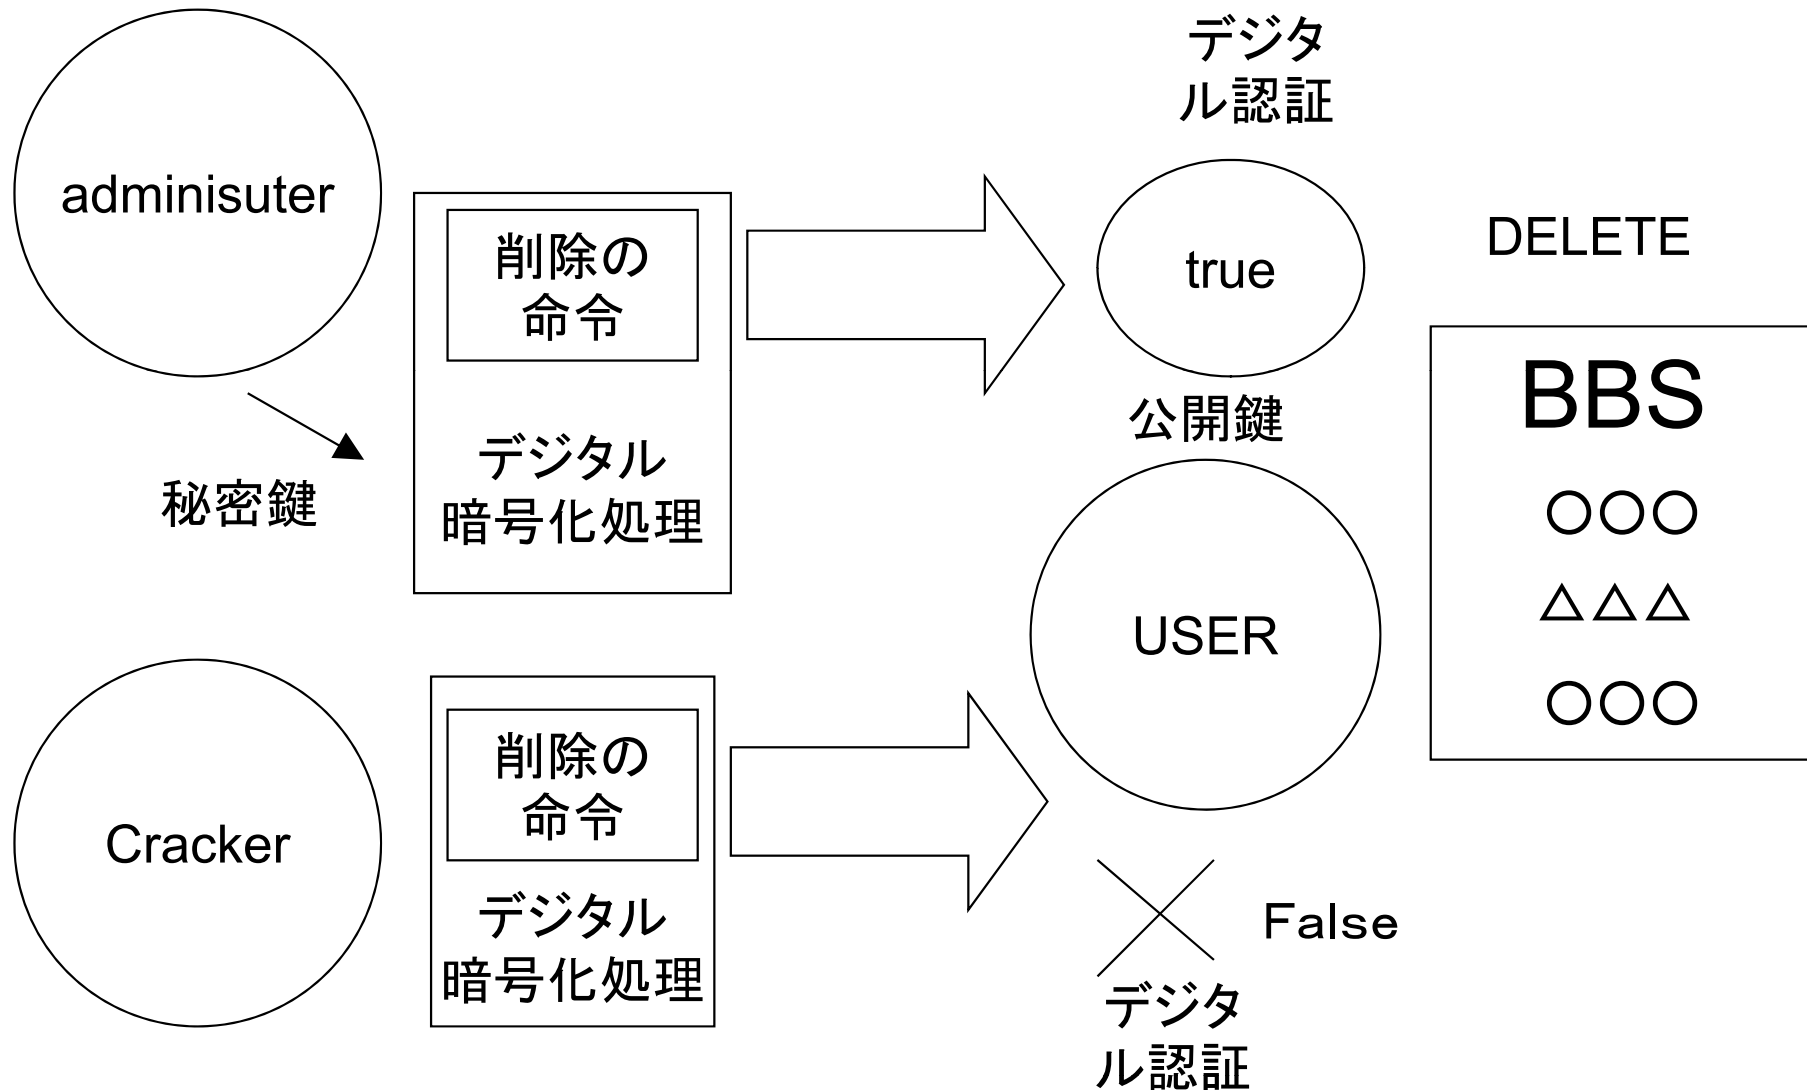 adminisuter
秘密鍵
削除の
命令
デジタル
暗号化処理
デジタ
ル認証
true
公開鍵
DELETE
BBS
○○○
△△△
○○○
USER
Cracker
削除の
命令
デジタル
暗号化処理
False
デジタ
ル認証